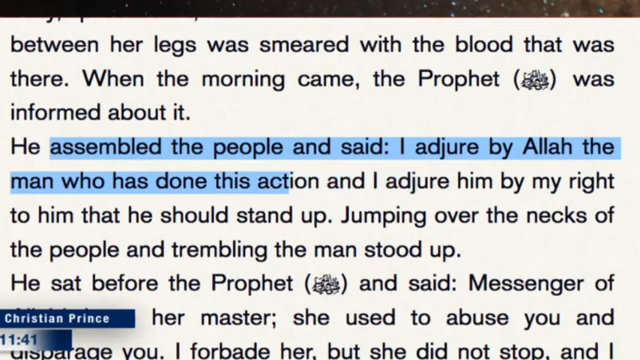 between her legs was smeared with the blood that was
there. When the morning came, the Prophet (ﷺ) was
informed about it.
He assembled the people and said: I adjure by Allah the
man who has done this action and I adjure him by my right
to him that he should stand up. Jumping over the necks of
the people and trembling the man stood up.
He sat before the Prophet (ﷺ) and said: Messenger of
her master; she used to abuse you and
disparage you. I forbade her, but she did not stop, and I
Christian Prince
11:41